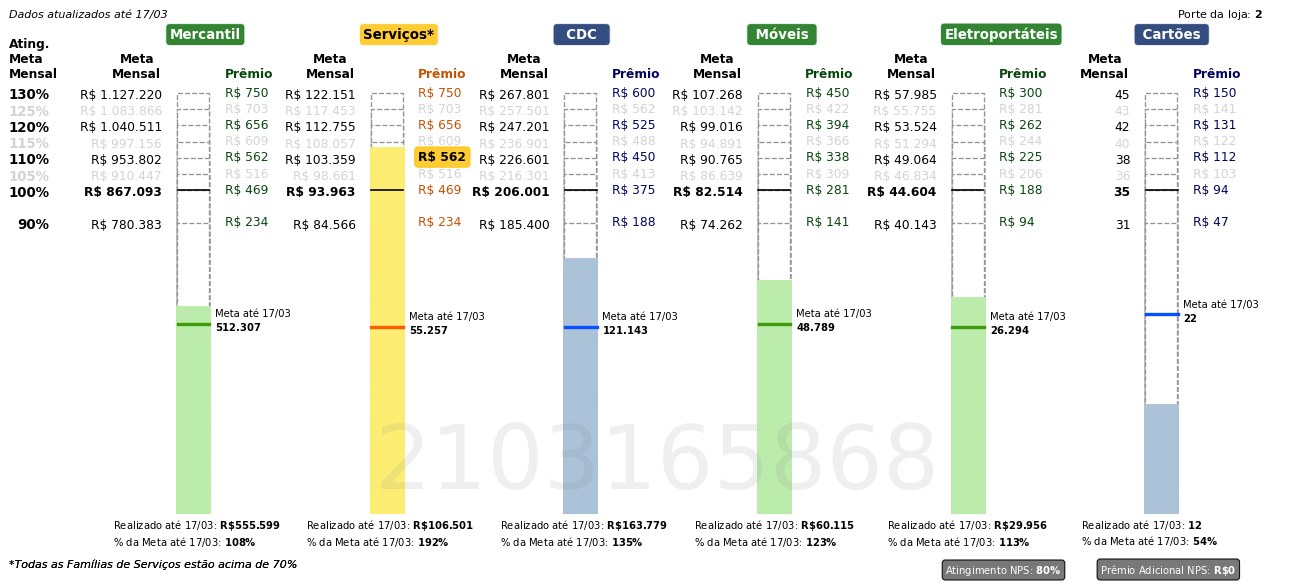 Dados atualizados até 17/03
Porte da loja: 2
Mercantil Serviços* CDC Móveis Eletroportáteis Cartões
Ating.
Meta Meta Meta Meta Meta Meta Meta
Mensal Mensal Prêmio Mensal Prêmio Mensal Prêmio Mensal Prêmio Mensal Prêmio Mensal Prêmio
130% R$ 1.127.220 R$ 750 R$ 122.151 R$ 750 R$ 267.801 R$ 600 R$ 107.268 R$ 450 R$ 57.985 R$ 300 45 R$ 150
125% R$ 1.083.866 R$ 703 R$ 117.453 R$ 703 R$ 257.501 R$ 562 R$ 103.142 R$ 422 R$ 55.755 R$ 281 43 R$ 141
120% R$ 1.040.511 R$ 656 R$ 112.755 R$ 656 R$ 247.201 R$ 525 R$ 99.016 R$ 394 R$ 53.524 R$ 262 42 R$ 131
115% R$ 997.156 R$ 609 R$ 108.057 R$ 609 R$ 236.901 R$ 488 R$ 94.891 R$ 366 R$ 51.294 R$ 244 40 R$ 122
110% R$ 953.802 R$ 562 R$ 103.359 R$ 562 R$ 226.601 R$ 450 R$ 90.765 R$ 338 R$ 49.064 R$ 225 38 R$ 112
105% R$ 910.447 R$ 516 R$ 98.661 R$ 516 R$ 216.301 R$ 413 R$ 86.639 R$ 309 R$ 46.834 R$ 206 36 R$ 103
100% R$ 867.093 R$ 469 R$ 93.963 R$ 469 R$ 206.001 R$ 375 R$ 82.514 R$ 281 R$ 44.604 R$ 188 35 R$ 94
90% R$ 780.383 R$ 234 R$ 84.566 R$ 234 R$ 185.400 R$ 188 R$ 74.262 R$ 141 R$ 40.143 R$ 94 31 R$ 47
Meta até 17/03 Meta até 17/03 Meta até 17/03 Meta até 17/03 Meta até 17/03 Meta até 17/03
512.307 55.257 121.143 48.789 26.294 22
2103165868
Realizado até 17/03: R$555.599 Realizado até 17/03: R$106.501 Realizado até 17/03: R$163.779 Realizado até 17/03: R$60.115 Realizado até 17/03: R$29.956 Realizado até 17/03: 12
% da Meta até 17/03: 108% % da Meta até 17/03: 192% % da Meta até 17/03: 135% % da Meta até 17/03: 123% % da Meta até 17/03: 113% % da Meta até 17/03: 54%
*Todas as Famílias de Serviços estão acima de 70%
Atingimento NPS: 80% Prêmio Adicional NPS: R$0